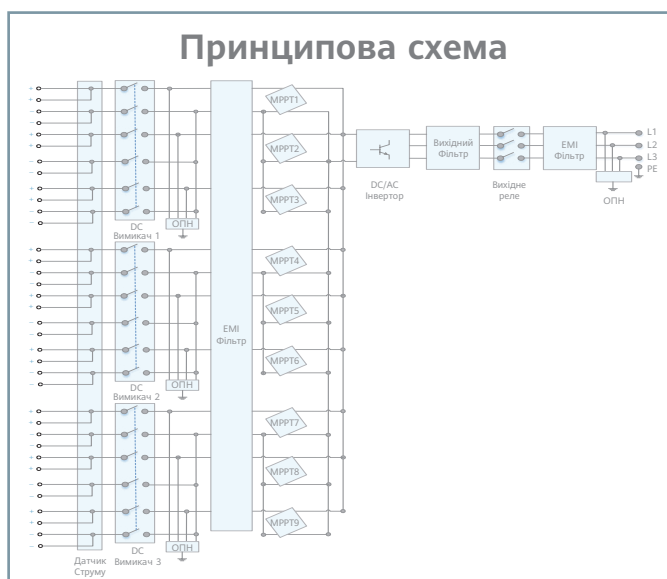 Принципова схема
MPPT1
MPPT2
MPPT3
ОПН
DC
Вимикач 1
MPPT4
MPPT5
MPPT6
ОПН
DC
Вимикач 2
EMI
Фільтр
MPPT7
MPPT8
MPPT9
ОПН
DC
Вимикач 3
Датчик
Струму
DC/AC
Інвертор
Вихідний
Фільтр
Вихідне
реле
EMI
Фільтр
L1
L2
L3
PE
ОПН